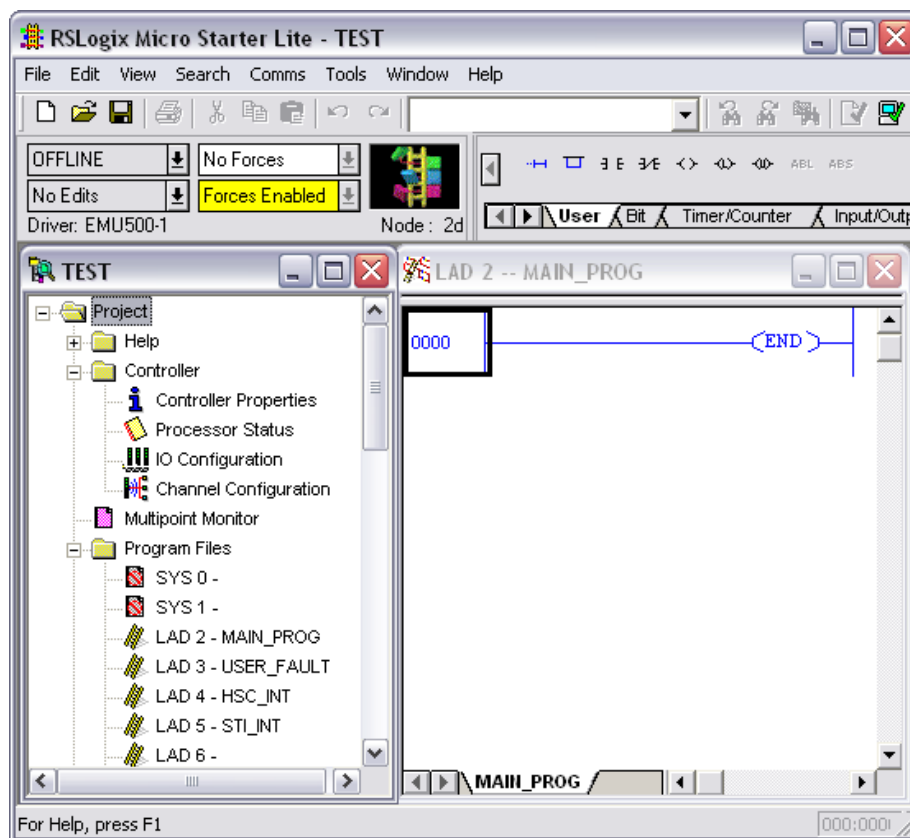 RSLogix Micro Starter Lite - TEST
File Edit View Search Comms Tools Window Help
OFFLINE No Forces
No Edits Forces Enabled
Driver: EMU500-1 Node : 2d
ABL ABS
User Bit Timer/Counter Input/Outp
TEST
LAD 2 -- MAIN_PROG
Project
Help
Controller
Controller Properties
Processor Status
IO Configuration
Channel Configuration
Multipoint Monitor
Program Files
SYS 0 -
SYS 1 -
LAD 2 - MAIN_PROG
LAD 3 - USER_FAULT
LAD 4 - HSC_INT
LAD 5 - STI_INT
LAD 6 -
0000 END
MAIN_PROG
For Help, press F1